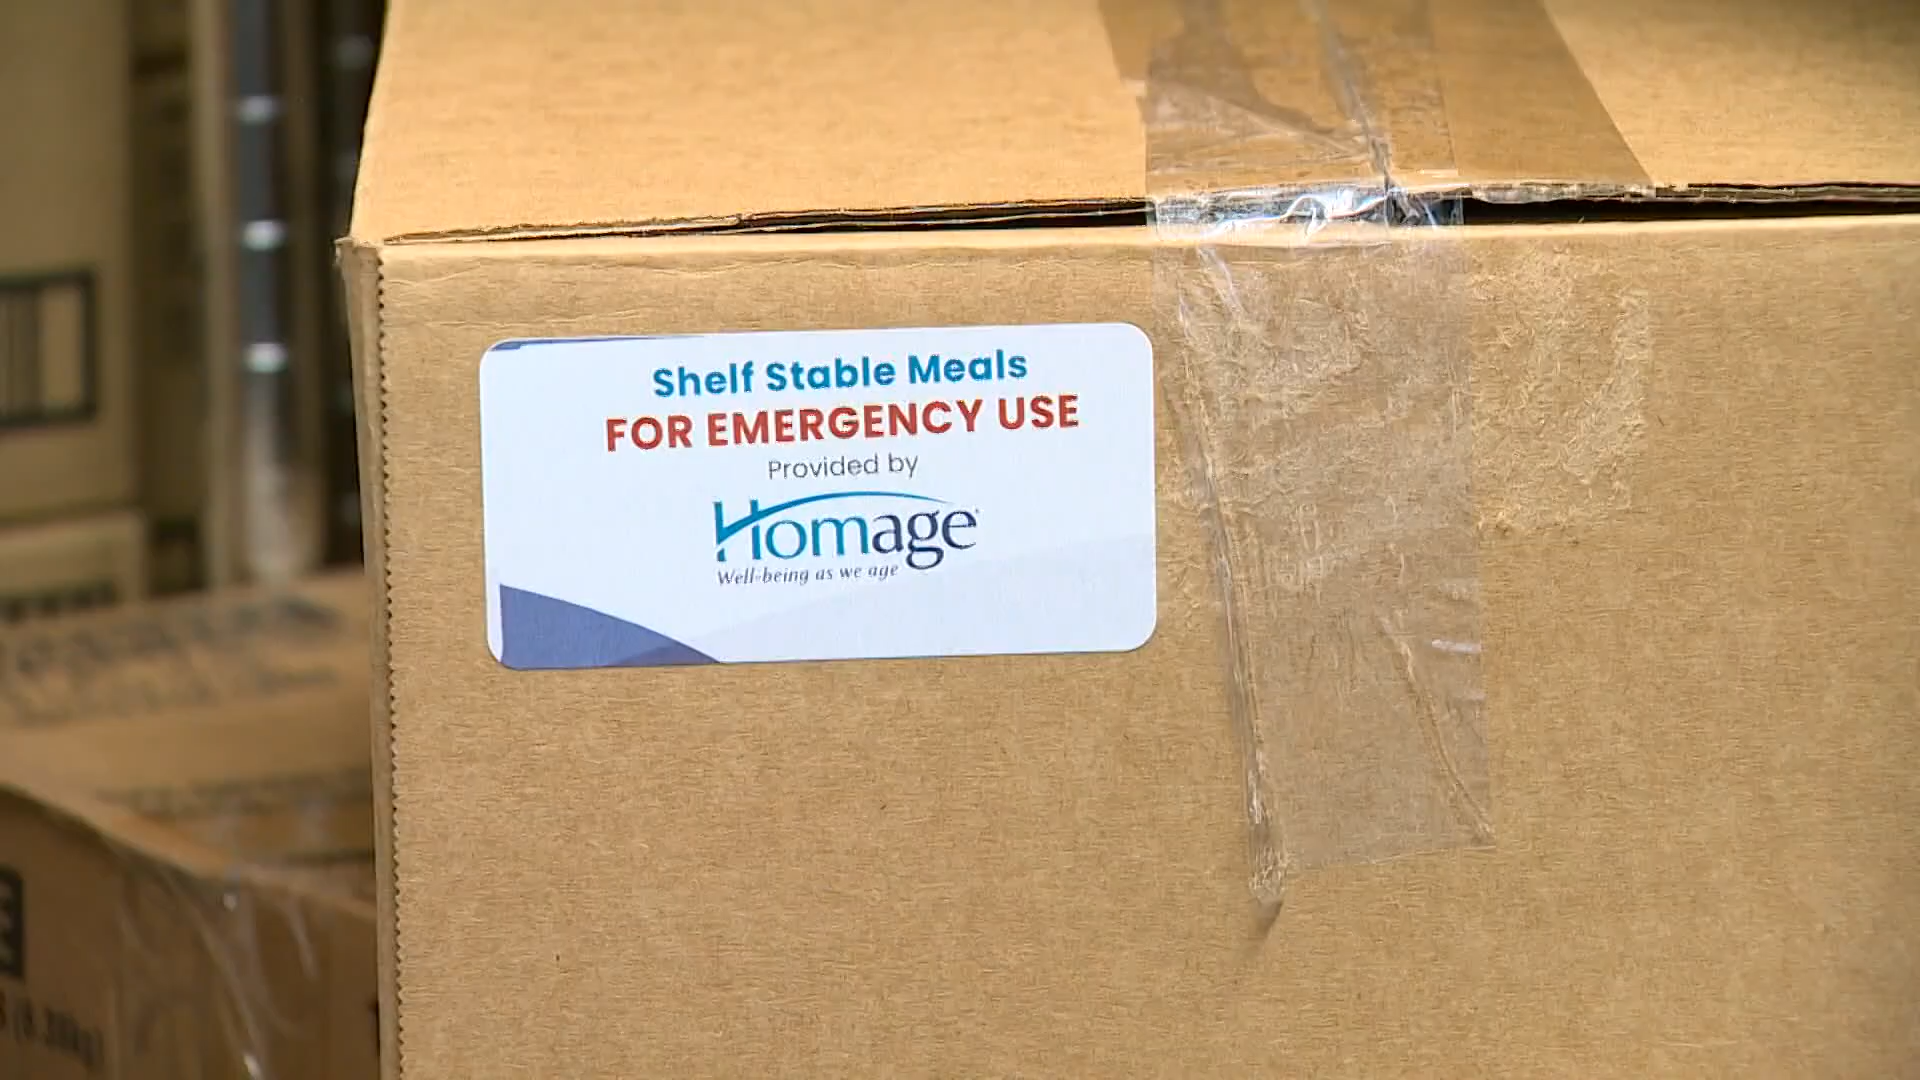 Shelf Stable Meals
FOR EMERGENCY USE
Provided by
Homage
Well-being as we age